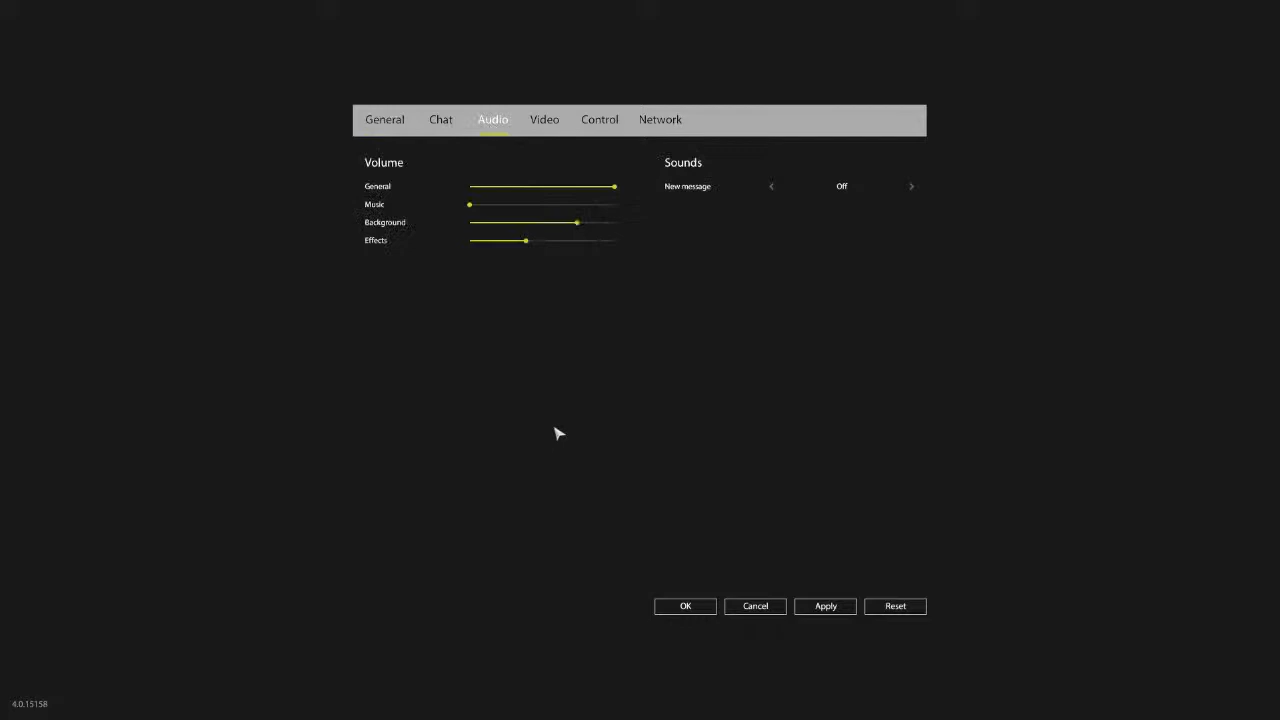 General Chat Audio Video Control Network
Volume
General
Music
Background
Effects
Sounds
New message Off
OK Cancel Apply Reset
4.0.15158